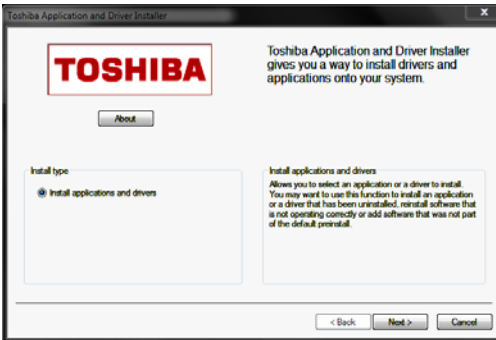 Toshiba Application and Driver Installer
x
TOSHIBA
Toshiba Application and Driver Installer
gives you a way to install drivers and
applications onto your system.
About
Install type
Install applications and drivers
Install applications and drivers
Allows you to select an application or a driver to install.
You may want to use this function to install an application
or a driver that has been uninstalled, reinstall software that
is not operating correctly or add software that was not part
of the default preinstall.
< Back
Next >
Cancel